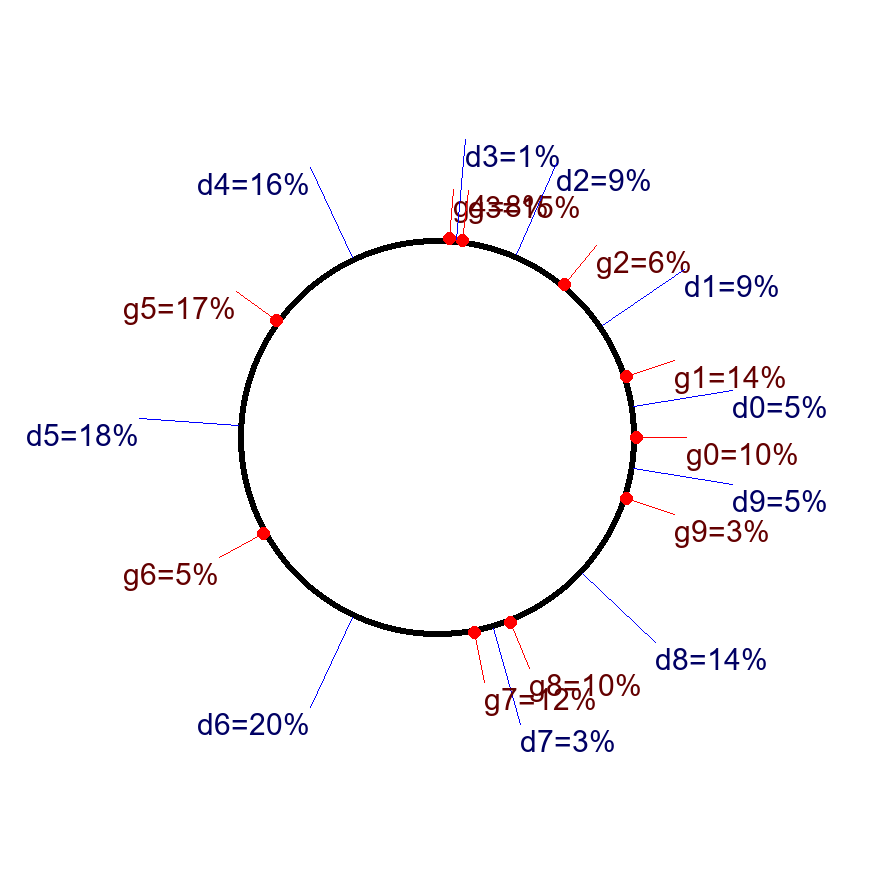 d3=1%
d2=9%
d4=16%
g4=8%
g3=15%
g2=6%
d1=9%
g5=17%
g1=14%
d0=5%
d5=18%
g0=10%
d9=5%
g9=3%
g6=5%
d8=14%
g8=10%
g7=12%
d6=20%
d7=3%